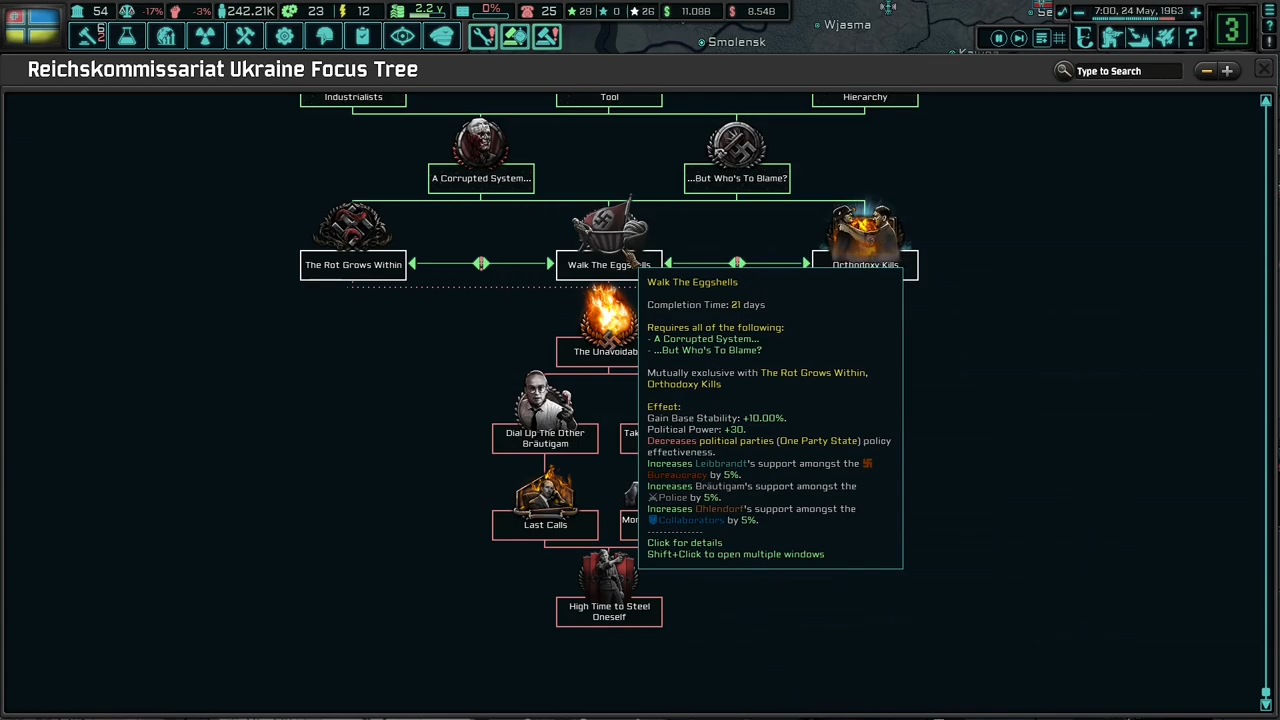 54 -17% -3% 242.21K 23 12 2.2 v 0% 25 29 0 26 11.08B 8.54B
7:00, 24 May, 1963
3
Wjasma
Smolensk
Reichskommissariat Ukraine Focus Tree
Type to Search
Industrialists
Tool
Hierarchy
A Corrupted System...
...But Who's To Blame?
The Rot Grows Within
Walk The Eggshells
Orthodoxy Kills
Walk The Eggshells
Completion Time: 21 days
Requires all of the following:
- A Corrupted System...
- ...But Who's To Blame?
Mutually exclusive with The Rot Grows Within,
Orthodoxy Kills
Effect:
Gain Base Stability: +10.00%.
Political Power: +30.
Decreases political parties (One Party State) policy
effectiveness.
Increases Leibbrandt's support amongst the
Bureaucracy by 5%.
Increases Bräutigam's support amongst the
Police by 5%.
Increases Ohlendorf's support amongst the
Collaborators by 5%.
--------------
Click for details
Shift+Click to open multiple windows
The Unavoidab
Dial Up The Other
Bräutigam
Tak
Last Calls
Mor
High Time to Steel
Oneself